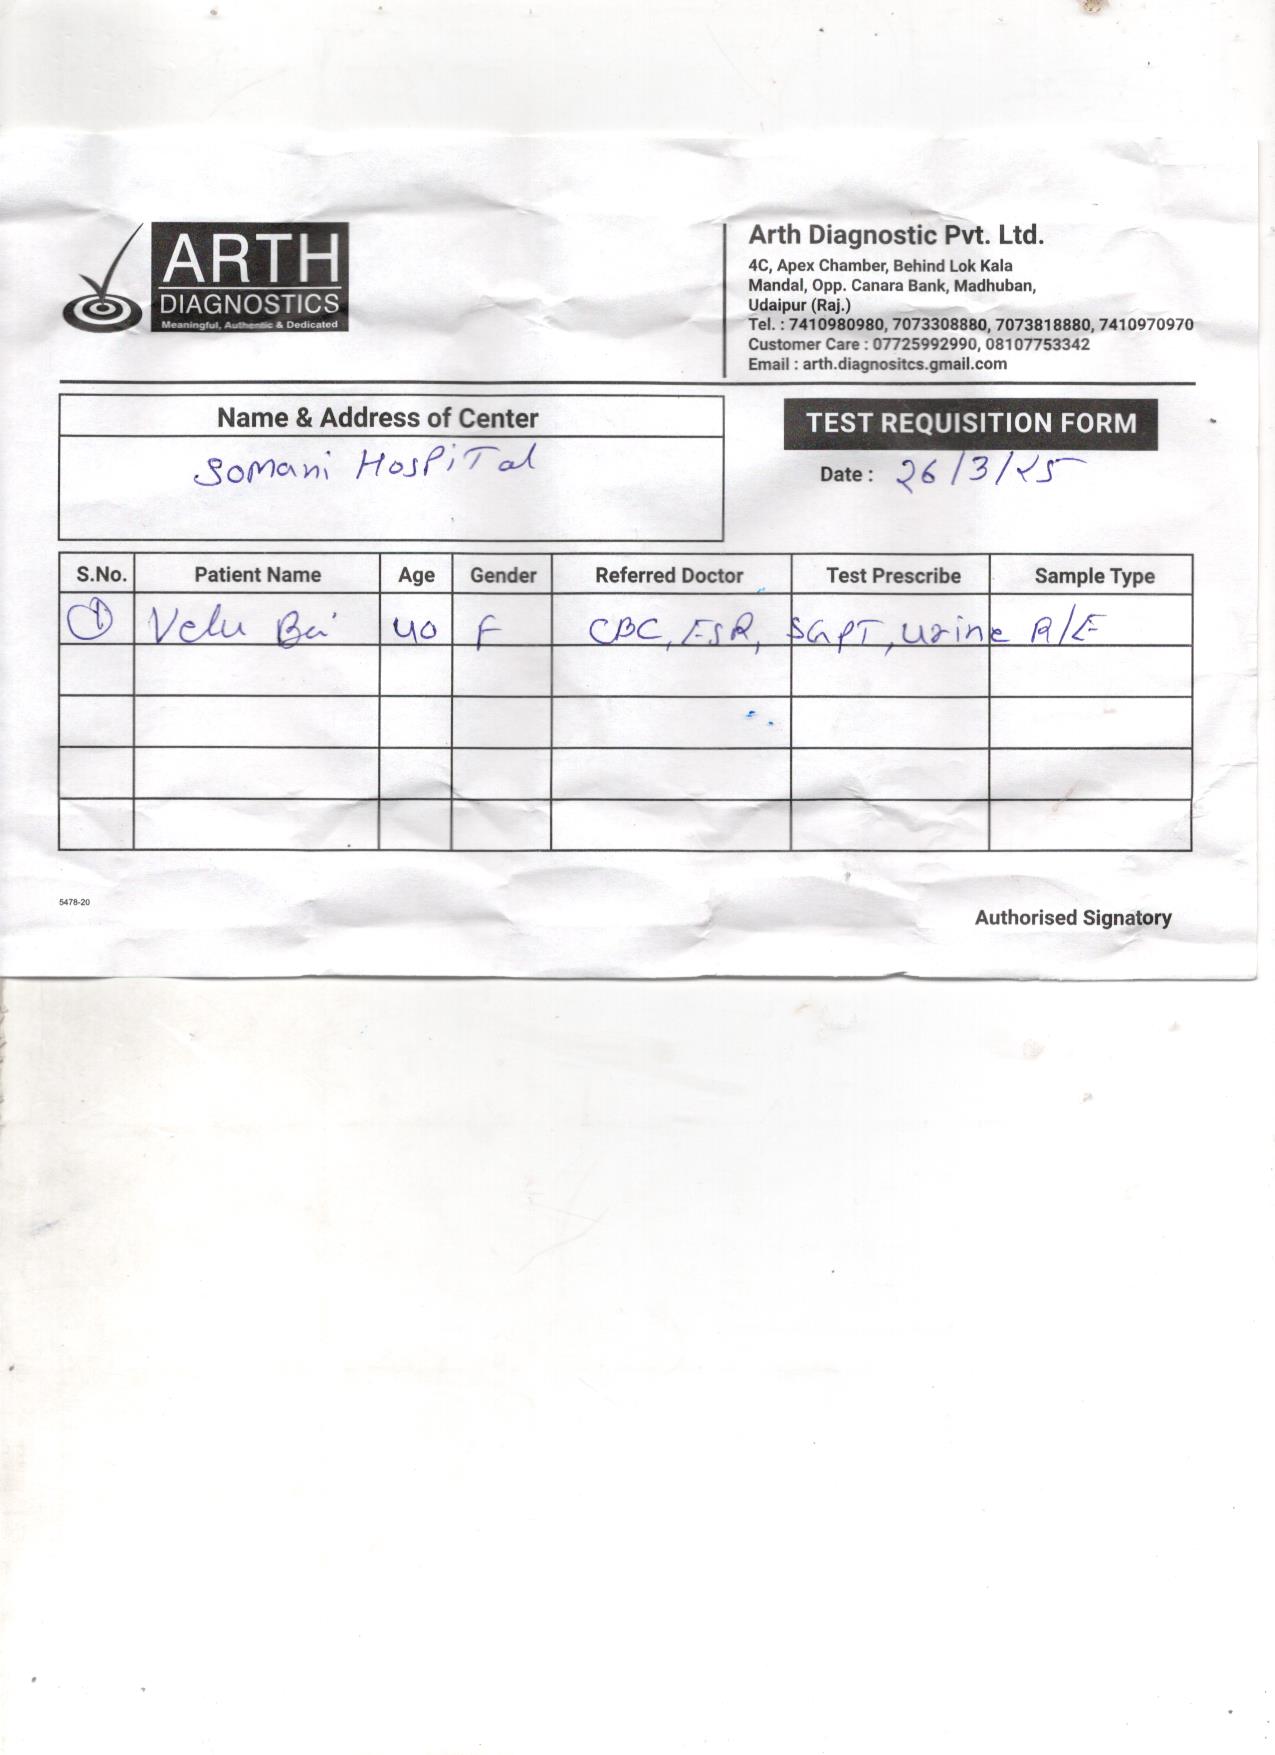 ARTH
DIAGNOSTICS
Meaningful, Authentic & Dedicated
Arth Diagnostic Pvt. Ltd.
4C, Apex Chamber, Behind Lok Kala
Mandal, Opp. Canara Bank, Madhuban,
Udaipur (Raj.)
Tel. : 7410980980, 7073308880, 7073818880, 7410970970
Customer Care : 07725992990, 08107753342
Email : arth.diagnositcs.gmail.com
Name & Address of Center
Somani Hospital
TEST REQUISITION FORM
Date : 26/3/25
S.No. Patient Name Age Gender Referred Doctor Test Prescribe Sample Type
1 Velu Bai 40 F CBC, ESR, SGPT, Urine R/E
5478-20
Authorised Signatory